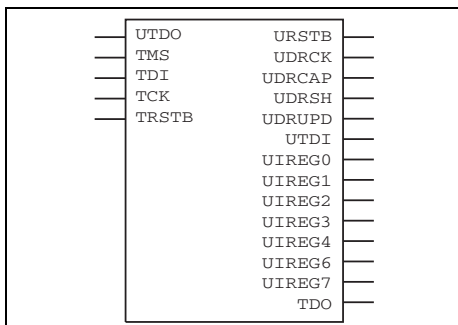 UTDO URSTB
TMS UDRCK
TDI UDRCAP
TCK UDRSH
TRSTB UDRUPD
UTDI
UIREG0
UIREG1
UIREG2
UIREG3
UIREG4
UIREG6
UIREG7
TDO